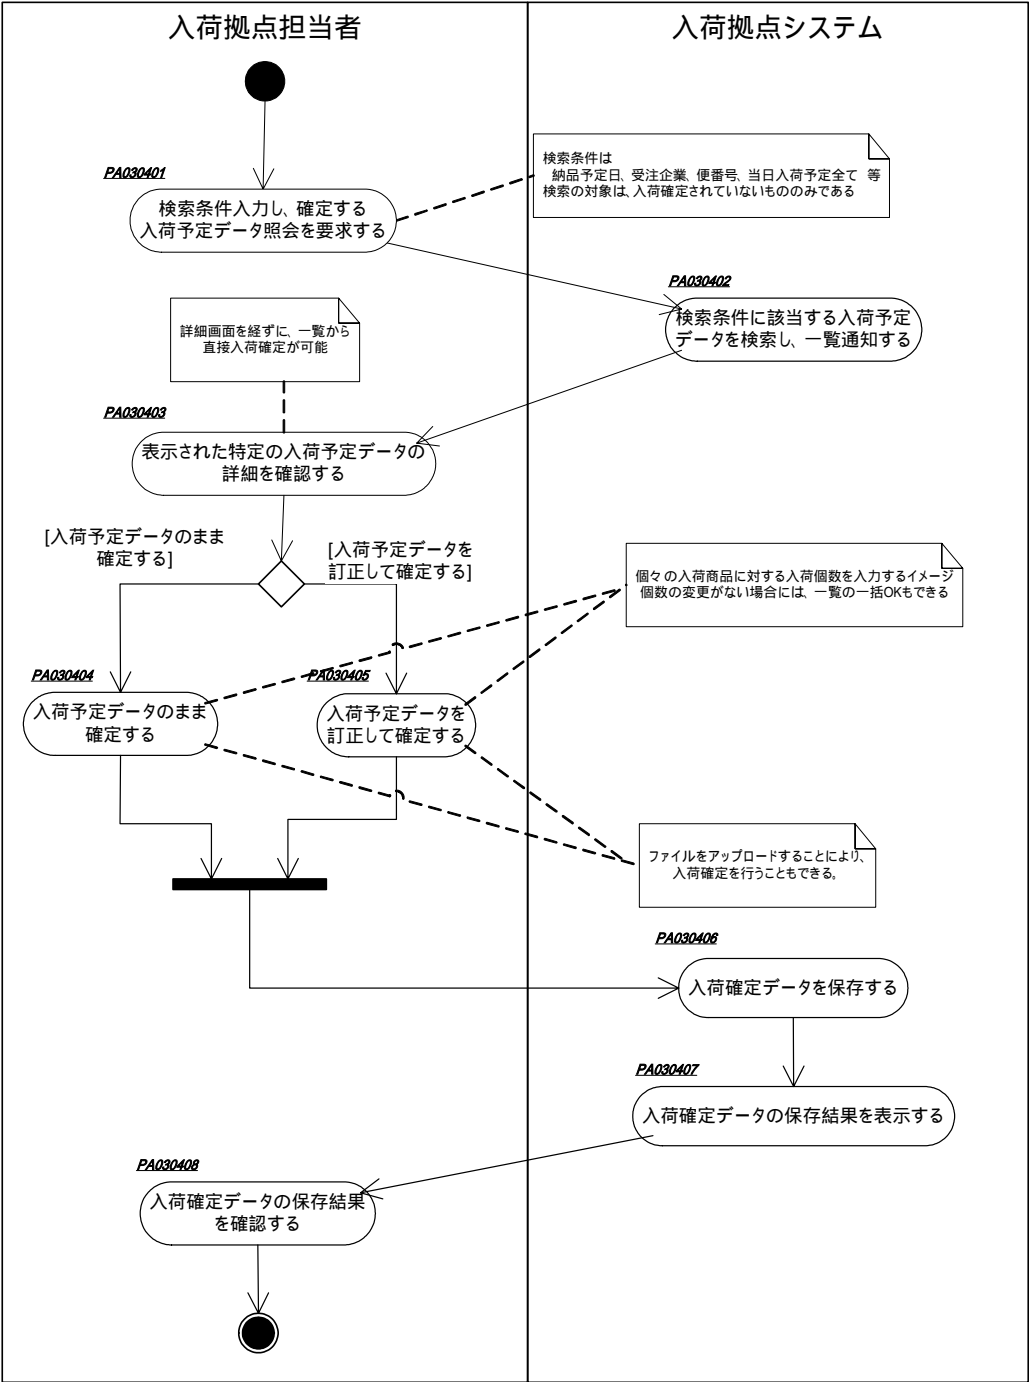 入荷拠点担当者
入荷拠点システム
検索条件は
納品予定日、受注企業、便番号、当日入荷予定全て 等
検索の対象は、入荷確定されていないもののみである
PA030401
検索条件入力し、確定する
入荷予定データ照会を要求する
PA030402
検索条件に該当する入荷予定
データを検索し、一覧通知する
詳細画面を経ずに、一覧から
直接入荷確定が可能
PA030403
表示された特定の入荷予定データの
詳細を確認する
[入荷予定データのまま
確定する]
[入荷予定データを
訂正して確定する]
個々の入荷商品に対する入荷個数を入力するイメージ
個数の変更がない場合には、一覧の一括OKもできる
PA030404
入荷予定データのまま
確定する
PA030405
入荷予定データを
訂正して確定する
ファイルをアップロードすることにより、
入荷確定を行うこともできる。
PA030406
入荷確定データを保存する
PA030407
入荷確定データの保存結果を表示する
PA030408
入荷確定データの保存結果
を確認する